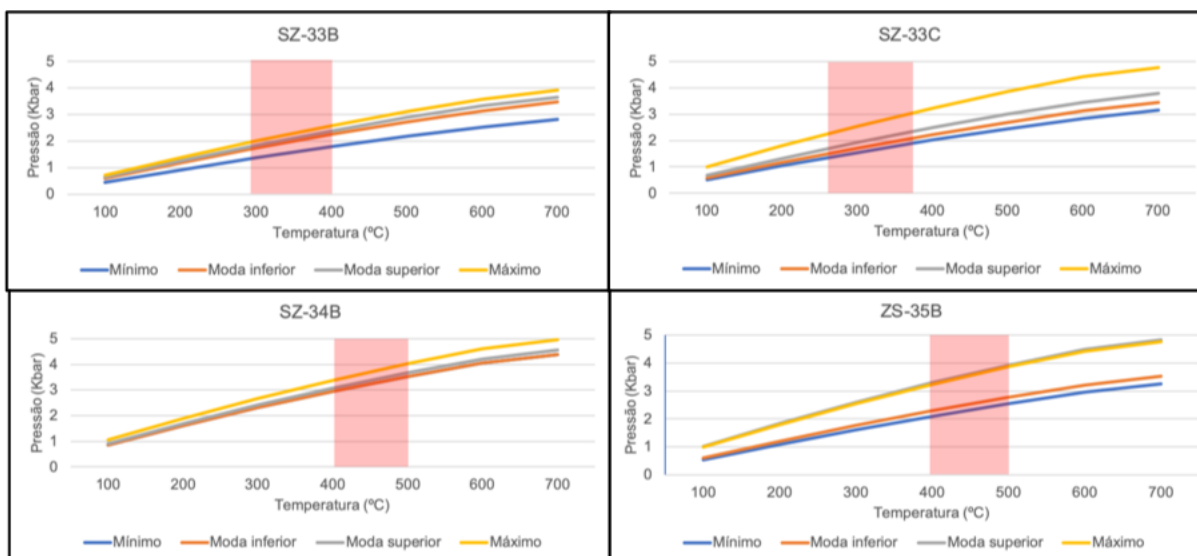 SZ-33B
Pressão (Kbar)
5
4
3
2
1
0
100 200 300 400 500 600 700
Temperatura (ºC)
Mínimo Moda inferior Moda superior Máximo
SZ-33C
Pressão (Kbar)
5
4
3
2
1
0
100 200 300 400 500 600 700
Temperatura (ºC)
Mínimo Moda inferior Moda superior Máximo
SZ-34B
Pressão (Kbar)
5
4
3
2
1
0
100 200 300 400 500 600 700
Temperatura (ºC)
Mínimo Moda inferior Moda superior Máximo
ZS-35B
Pressão (Kbar)
5
4
3
2
1
0
100 200 300 400 500 600 700
Temperatura (ºC)
Mínimo Moda inferior Moda superior Máximo